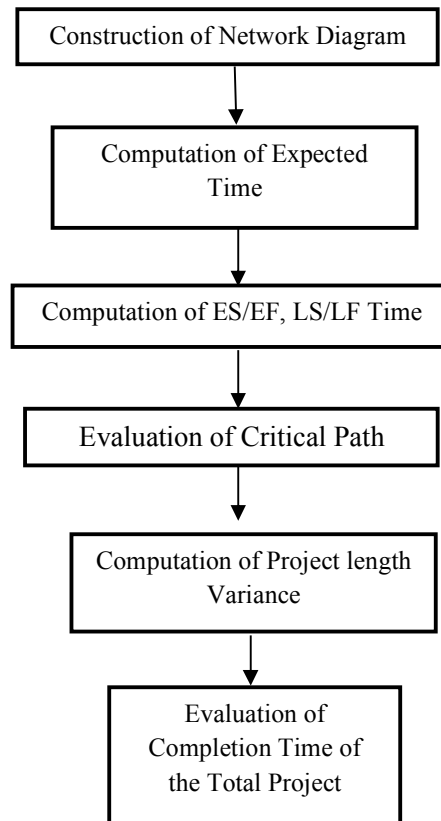 Construction of Network Diagram
Computation of Expected
Time
Computation of ES/EF, LS/LF Time
Evaluation of Critical Path
Computation of Project length
Variance
Evaluation of
Completion Time of
the Total Project